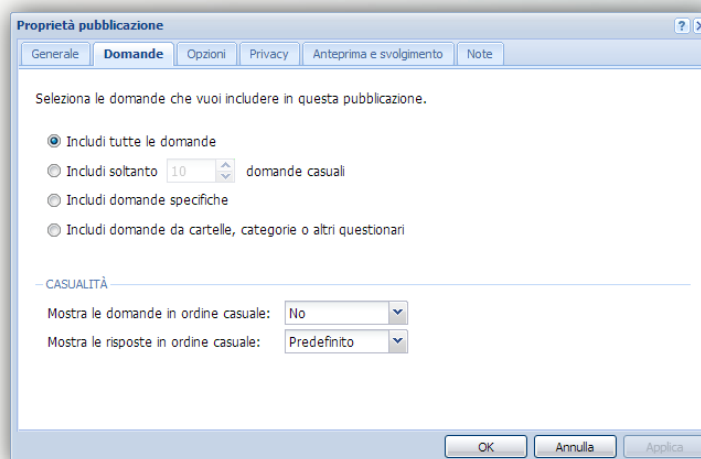 Proprietà pubblicazione
Generale Domande Opzioni Privacy Anteprima e svolgimento Note
Seleziona le domande che vuoi includere in questa pubblicazione.
Includi tutte le domande
Includi soltanto 10 domande casuali
Includi domande specifiche
Includi domande da cartelle, categorie o altri questionari
CASUALITÀ
Mostra le domande in ordine casuale: No
Mostra le risposte in ordine casuale: Predefinito
OK Annulla Applica